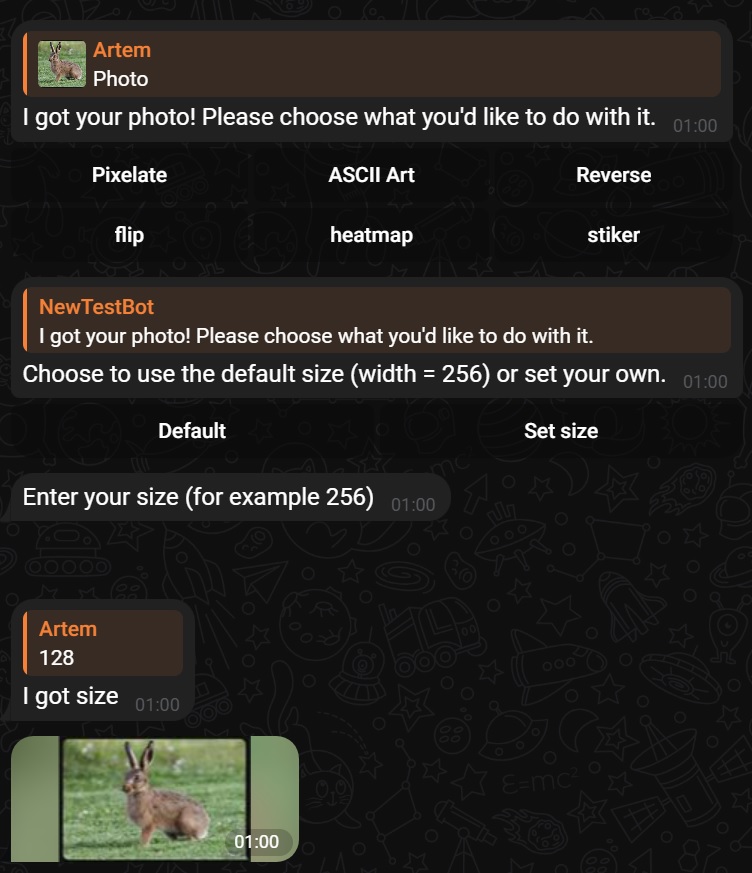 Artem
Photo
I got your photo! Please choose what you'd like to do with it.
01:00
Pixelate
ASCII Art
Reverse
flip
heatmap
stiker
NewTestBot
I got your photo! Please choose what you'd like to do with it.
Choose to use the default size (width = 256) or set your own.
01:00
Default
Set size
Enter your size (for example 256)
01:00
Artem
128
I got size
01:00
01:00
E=mc²